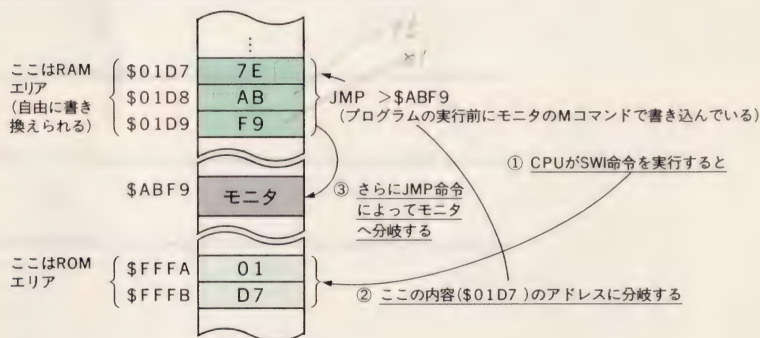 ⋮
ここはRAM
エリア
(自由に書き
換えられる)
$01D7 7E
$01D8 AB
$01D9 F9
JMP >$ABF9
(プログラムの実行前にモニタのMコマンドで書き込んでいる)
① CPUがSWI命令を実行すると
$ABF9 モニタ
③ さらにJMP命令
によってモニタ
へ分岐する
ここはROM
エリア
$FFFA 01
$FFFB D7
② ここの内容($01D7)のアドレスに分岐する